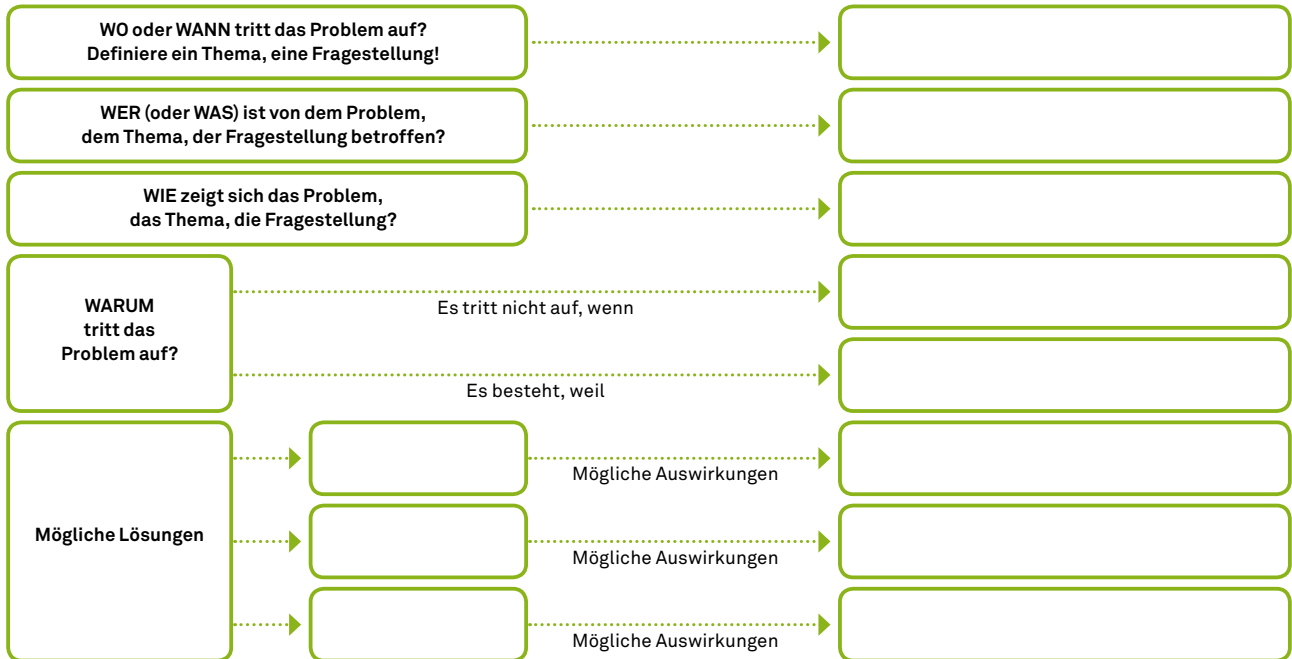 WO oder WANN tritt das Problem auf?
Definiere ein Thema, eine Fragestellung!
WER (oder WAS) ist von dem Problem,
dem Thema, der Fragestellung betroffen?
WIE zeigt sich das Problem,
das Thema, die Fragestellung?
WARUM
tritt das
Problem auf?
Es tritt nicht auf, wenn
Es besteht, weil
Mögliche Lösungen
Mögliche Auswirkungen
Mögliche Auswirkungen
Mögliche Auswirkungen